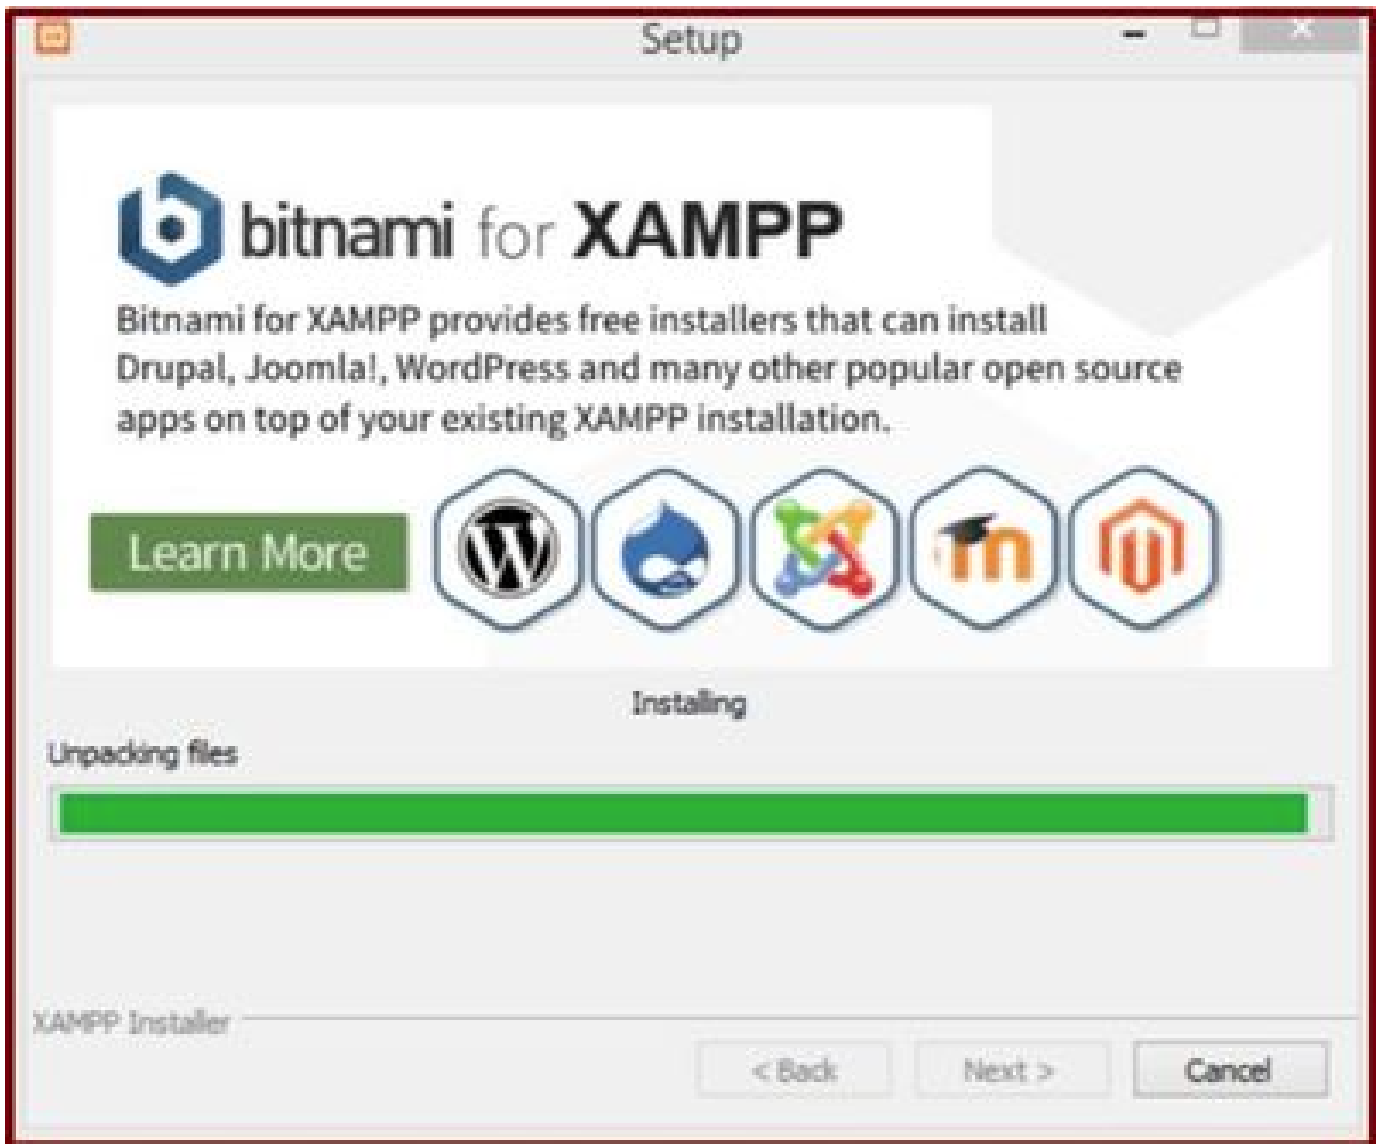 Setup
bitnami for XAMPP
Bitnami for XAMPP provides free installers that can install
Drupal, Joomla!, WordPress and many other popular open source
apps on top of your existing XAMPP installation.
Learn More
Installing
Unpacking files
XAMPP Installer
< Back Next > Cancel